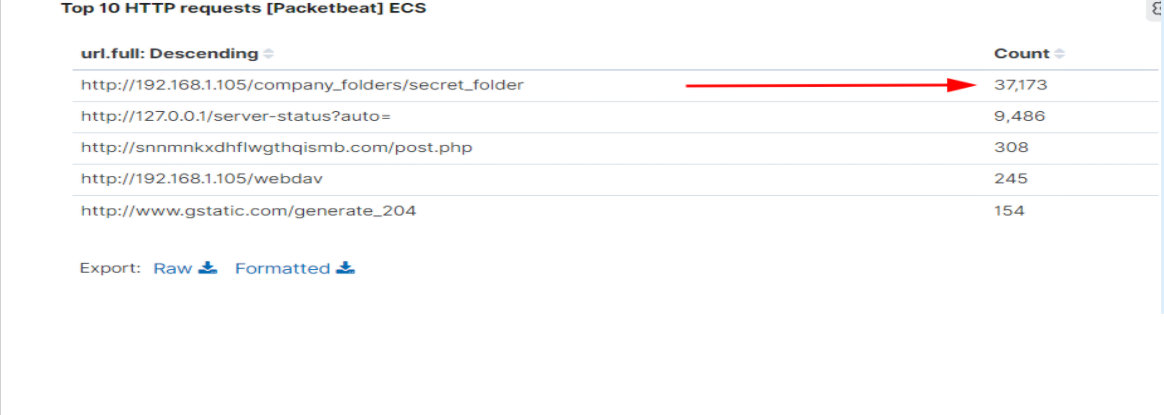 Top 10 HTTP requests [Packetbeat] ECS
url.full: Descending Count
http://192.168.1.105/company_folders/secret_folder 37,173
http://127.0.0.1/server-status?auto= 9,486
http://snnmnkxdhflwgthqismb.com/post.php 308
http://192.168.1.105/webdav 245
http://www.gstatic.com/generate_204 154
Export: Raw Formatted